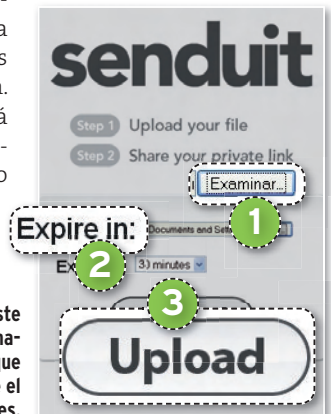 a
s
.
á
-
o
senduit
Step 1 Upload your file
Step 2 Share your private link
Examinar...
1
Expire in:
Documents and Sett
2
Ex
30 minutes
3
Upload
ste
na-
que
el
es.